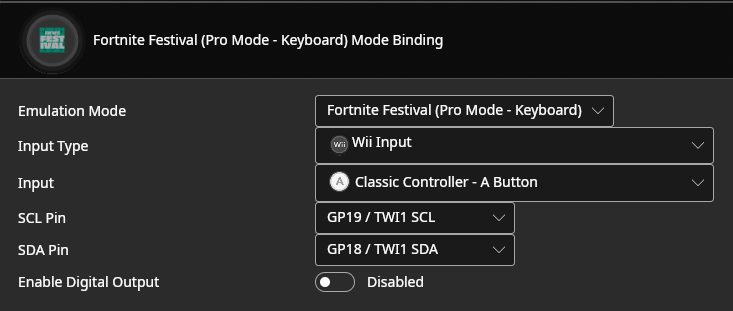 FEST
IVAL
Fortnite Festival (Pro Mode - Keyboard) Mode Binding
Emulation Mode Fortnite Festival (Pro Mode - Keyboard)
Input Type Wii Wii Input
Input A Classic Controller - A Button
SCL Pin GP19 / TWI1 SCL
SDA Pin GP18 / TWI1 SDA
Enable Digital Output Disabled